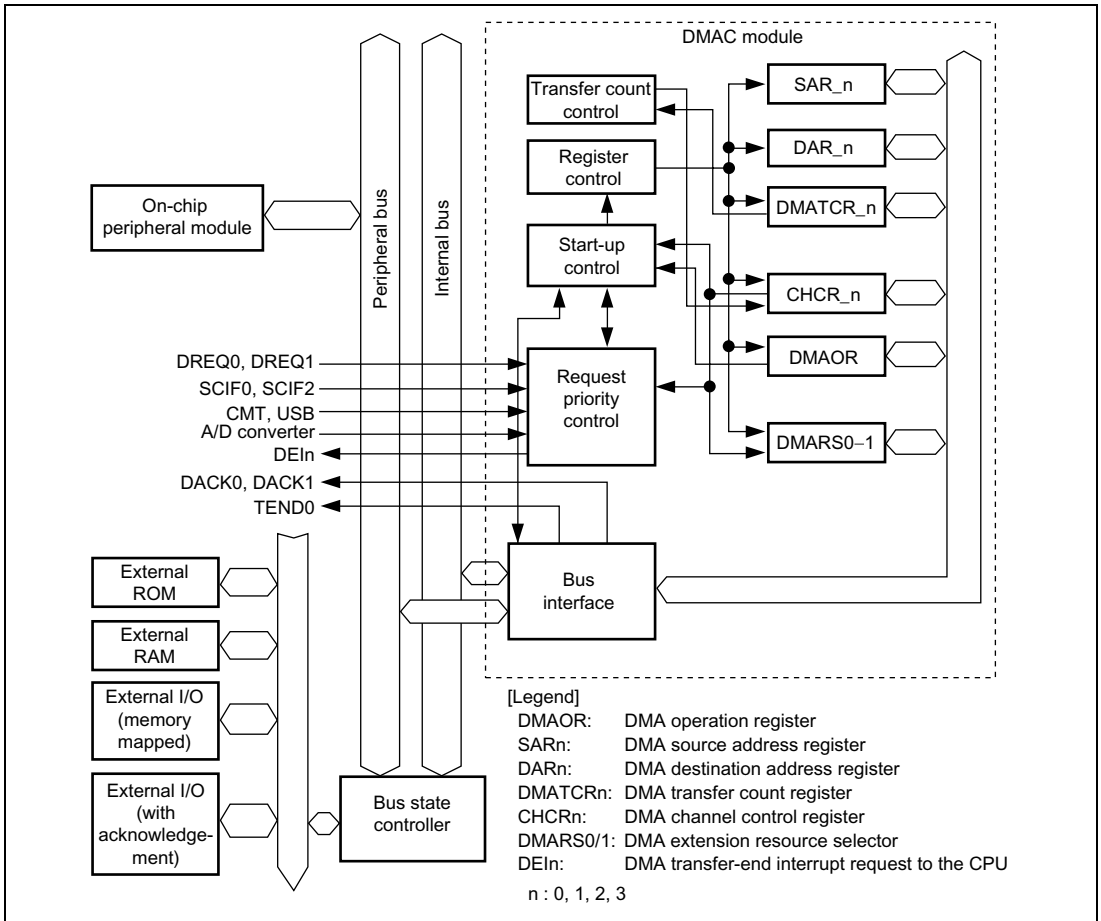 DMAC module
Transfer count
control
SAR_n
Register
control
DAR_n
DMATCR_n
On-chip
peripheral module
Peripheral bus
Internal bus
Start-up
control
CHCR_n
DREQ0, DREQ1
SCIF0, SCIF2
CMT, USB
A/D converter
DEIn
DACK0, DACK1
TEND0
Request
priority
control
DMAOR
DMARS0−1
External
ROM
External
RAM
External I/O
(memory
mapped)
External I/O
(with
acknowledge-
ment)
Bus
interface
Bus state
controller
[Legend]
DMAOR: DMA operation register
SARn: DMA source address register
DARn: DMA destination address register
DMATCRn: DMA transfer count register
CHCRn: DMA channel control register
DMARS0/1: DMA extension resource selector
DEIn: DMA transfer-end interrupt request to the CPU
n : 0, 1, 2, 3